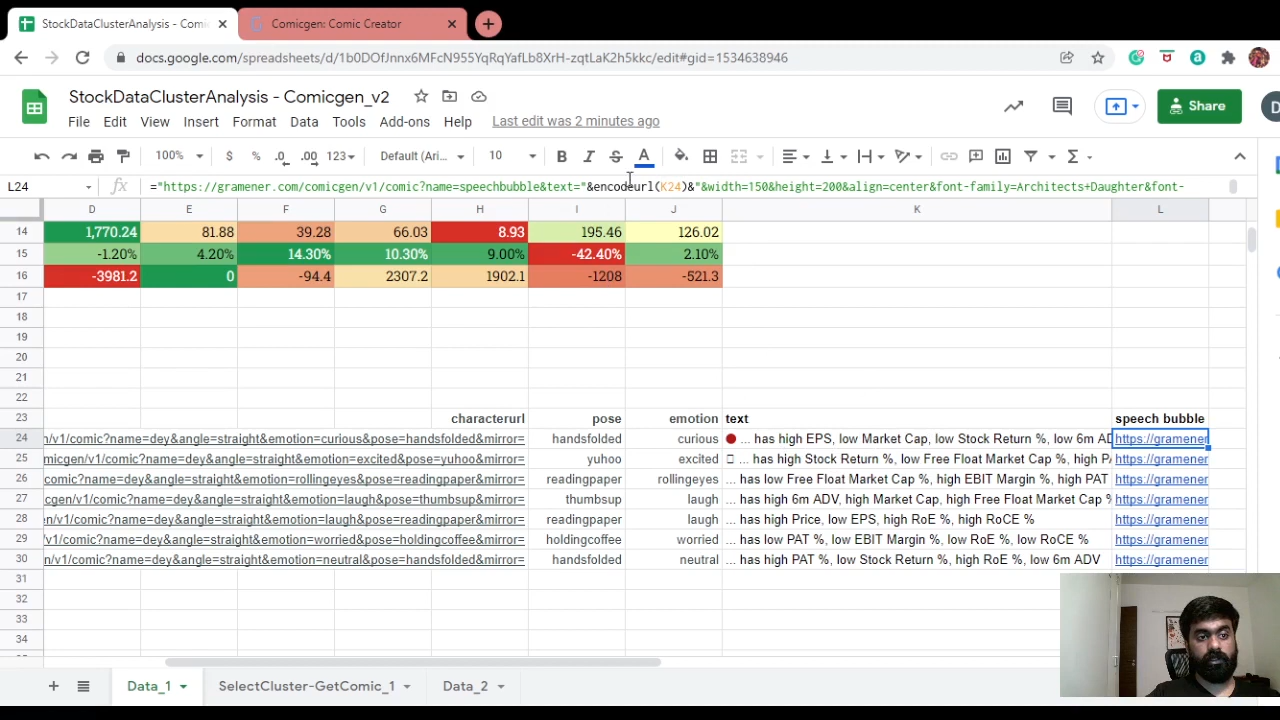 StockDataClusterAnalysis - Comi
Comicgen: Comic Creator
docs.google.com/spreadsheets/d/1b0DOfJnnx6MFcN955YqRqYafLb8XrH-zqtLaK2h5kkc/edit#gid=1534638946
StockDataClusterAnalysis - Comicgen_v2
File Edit View Insert Format Data Tools Add-ons Help Last edit was 2 minutes ago
Share
100% $ % .0 .00 123 Default (Ari... 10 B I S A
L24 fx ="https://gramener.com/comicgen/v1/comic?name=speechbubble&text="&encodeurl(K24)&"&width=150&height=200&align=center&font-family=Architects+Daughter&font-
D E F G H I J K L
14 1,770.24 81.88 39.28 66.03 8.93 195.46 126.02
15 -1.20% 4.20% 14.30% 10.30% 9.00% -42.40% 2.10%
16 -3981.2 0 -94.4 2307.2 1902.1 -1208 -521.3
17
18
19
20
21
22
23 characterurl pose emotion text speech bubble
24 n/v1/comic?name=dey&angle=straight&emotion=curious&pose=handsfolded&mirror= handsfolded curious ... has high EPS, low Market Cap, low Stock Return %, low 6m AD https://gramener
25 micgen/v1/comic?name=dey&angle=straight&emotion=excited&pose=yuhoo&mirror= yuhoo excited ... has high Stock Return %, low Free Float Market Cap %, high PA https://gramener
26 comic?name=dey&angle=straight&emotion=rollingeyes&pose=readingpaper&mirror= readingpaper rollingeyes ... has low Free Float Market Cap %, high EBIT Margin %, high PAT https://gramener
27 cgen/v1/comic?name=dey&angle=straight&emotion=laugh&pose=thumbsup&mirror= thumbsup laugh ... has high 6m ADV, high Market Cap, high Free Float Market Cap % https://gramener
28 en/v1/comic?name=dey&angle=straight&emotion=laugh&pose=readingpaper&mirror= readingpaper laugh ... has high Price, low EPS, high RoE %, high RoCE % https://gramener
29 /v1/comic?name=dey&angle=straight&emotion=worried&pose=holdingcoffee&mirror= holdingcoffee worried ... has low PAT %, low EBIT Margin %, low RoE %, low RoCE % https://gramener
30 n/v1/comic?name=dey&angle=straight&emotion=neutral&pose=handsfolded&mirror= handsfolded neutral ... has high PAT %, low Stock Return %, high RoE %, low 6m ADV https://gramener
31
32
33
34
Data_1 SelectCluster-GetComic_1 Data_2